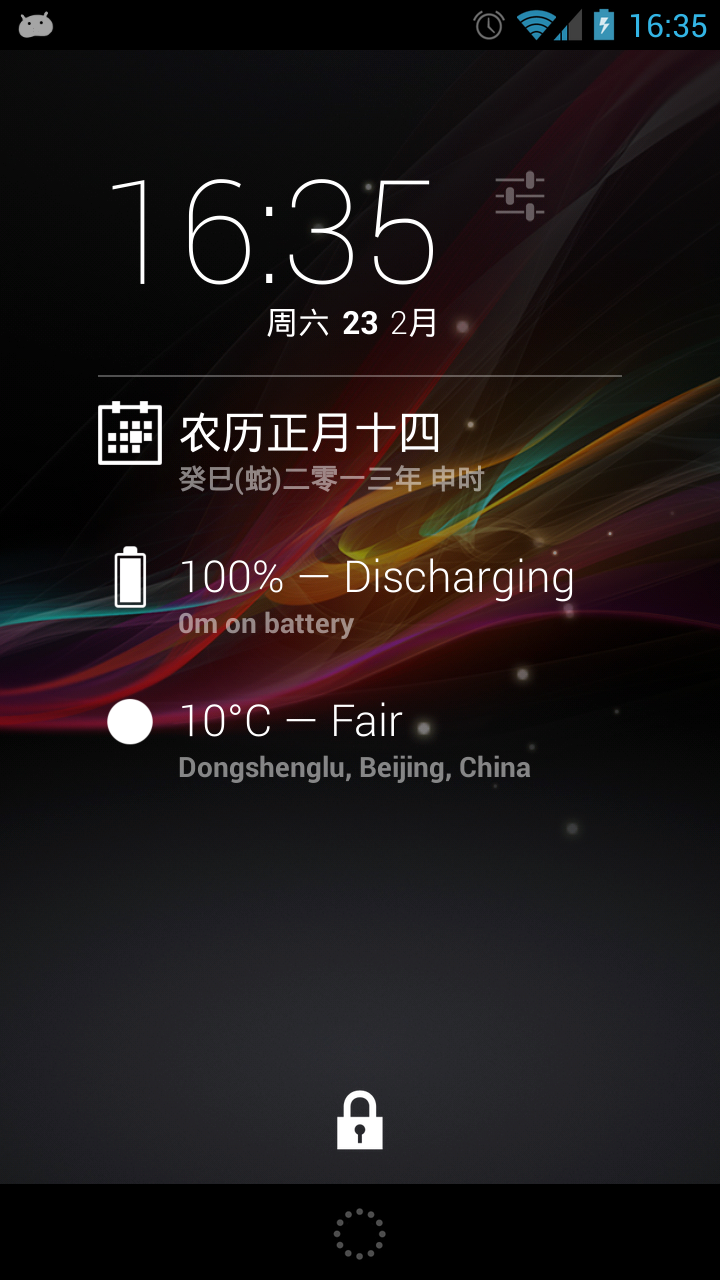 16:35
16:35
周六 23 2月
农历正月十四
癸巳(蛇)二零一三年 申时
100% — Discharging
0m on battery
10°C — Fair
Dongshenglu, Beijing, China